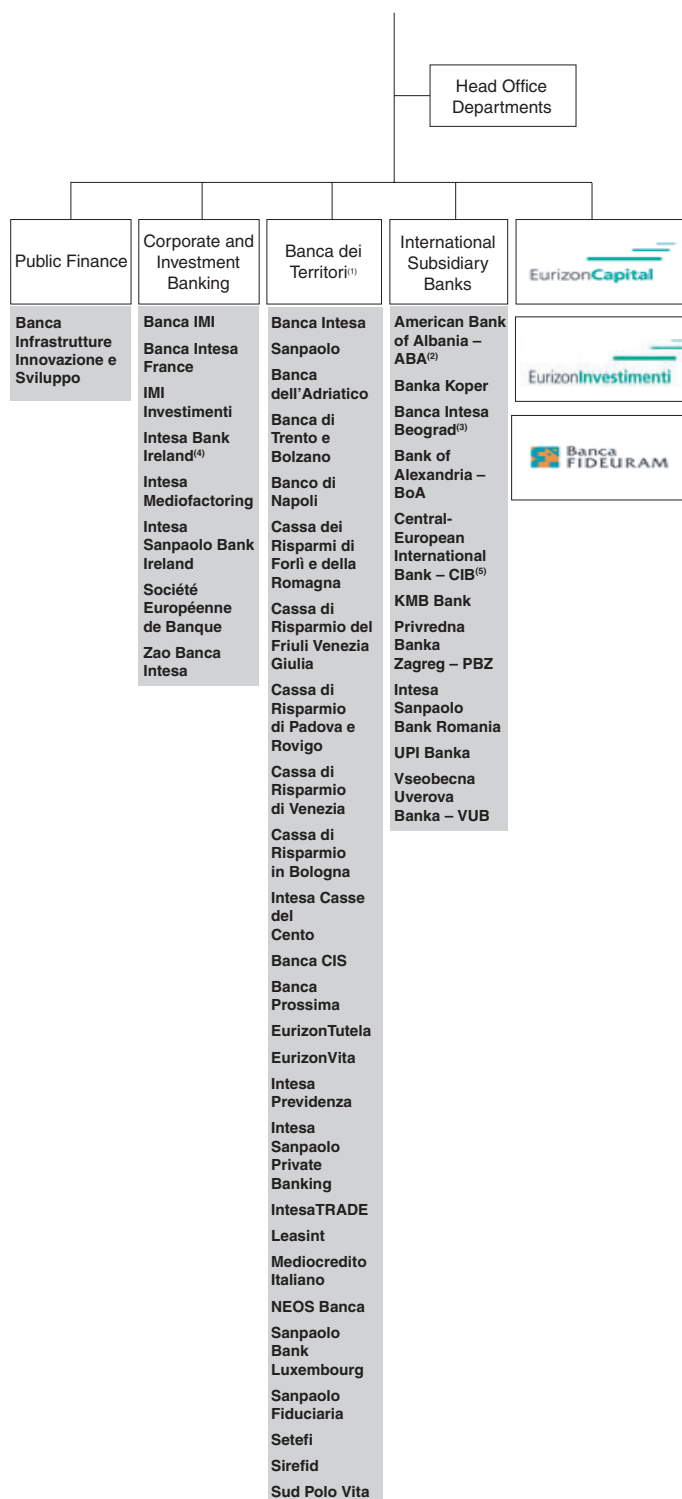 Head Office
Departments
Public Finance
Corporate and
Investment
Banking
Banca dei
Territori(1)
International
Subsidiary
Banks
EurizonCapital
EurizonInvestimenti
Banca
FIDEURAM
Banca
Infrastrutture
Innovazione e
Sviluppo
Banca IMI
Banca Intesa
France
IMI
Investimenti
Intesa Bank
Ireland(4)
Intesa
Mediofactoring
Intesa
Sanpaolo Bank
Ireland
Société
Européenne
de Banque
Zao Banca
Intesa
Banca Intesa
Sanpaolo
Banca
dell’Adriatico
Banca di
Trento e
Bolzano
Banco di
Napoli
Cassa dei
Risparmi di
Forlì e della
Romagna
Cassa di
Risparmio del
Friuli Venezia
Giulia
Cassa di
Risparmio
di Padova e
Rovigo
Cassa di
Risparmio
di Venezia
Cassa di
Risparmio
in Bologna
Intesa Casse
del
Cento
Banca CIS
Banca
Prossima
EurizonTutela
EurizonVita
Intesa
Previdenza
Intesa
Sanpaolo
Private
Banking
IntesaTRADE
Leasint
Mediocredito
Italiano
NEOS Banca
Sanpaolo
Bank
Luxembourg
Sanpaolo
Fiduciaria
Setefi
Sirefid
Sud Polo Vita
American Bank
of Albania –
ABA(2)
Banka Koper
Banca Intesa
Beograd(3)
Bank of
Alexandria –
BoA
Central-
European
International
Bank – CIB(5)
KMB Bank
Privredna
Banka
Zagreg – PBZ
Intesa
Sanpaolo
Bank Romania
UPI Banka
Vseobecna
Uverova
Banka – VUB